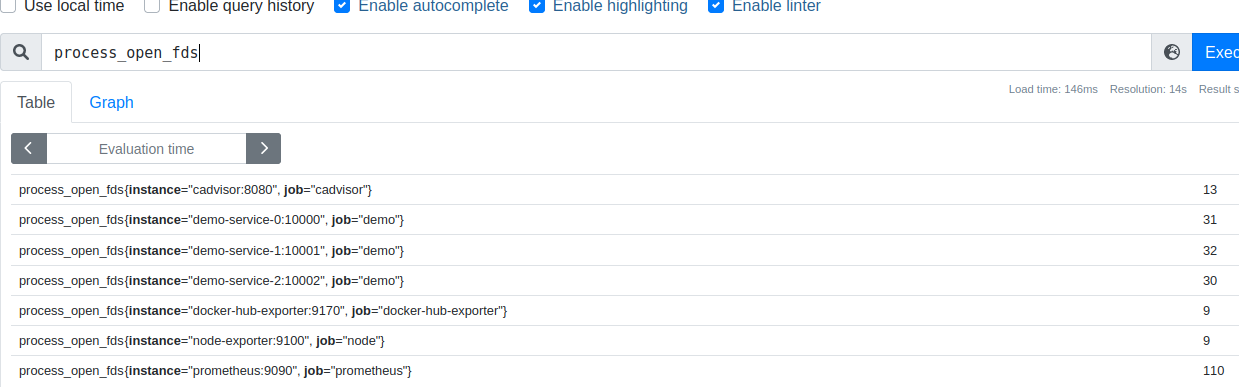 Use local time Enable query history Enable autocomplete Enable highlighting Enable linter
process_open_fds
Table Graph Load time: 146ms Resolution: 14s Result
Evaluation time
process_open_fds{instance="cadvisor:8080", job="cadvisor"} 13
process_open_fds{instance="demo-service-0:10000", job="demo"} 31
process_open_fds{instance="demo-service-1:10001", job="demo"} 32
process_open_fds{instance="demo-service-2:10002", job="demo"} 30
process_open_fds{instance="docker-hub-exporter:9170", job="docker-hub-exporter"} 9
process_open_fds{instance="node-exporter:9100", job="node"} 9
process_open_fds{instance="prometheus:9090", job="prometheus"} 110